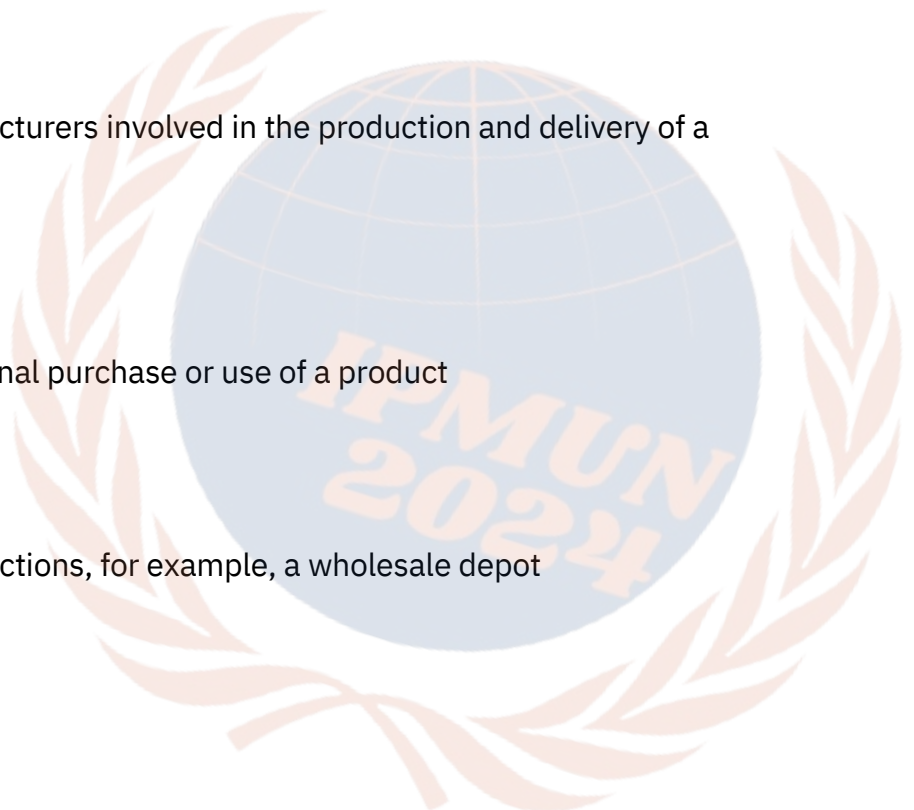 cturers involved in the production and delivery of a
nal purchase or use of a product
IPMUN
2024
ctions, for example, a wholesale depot